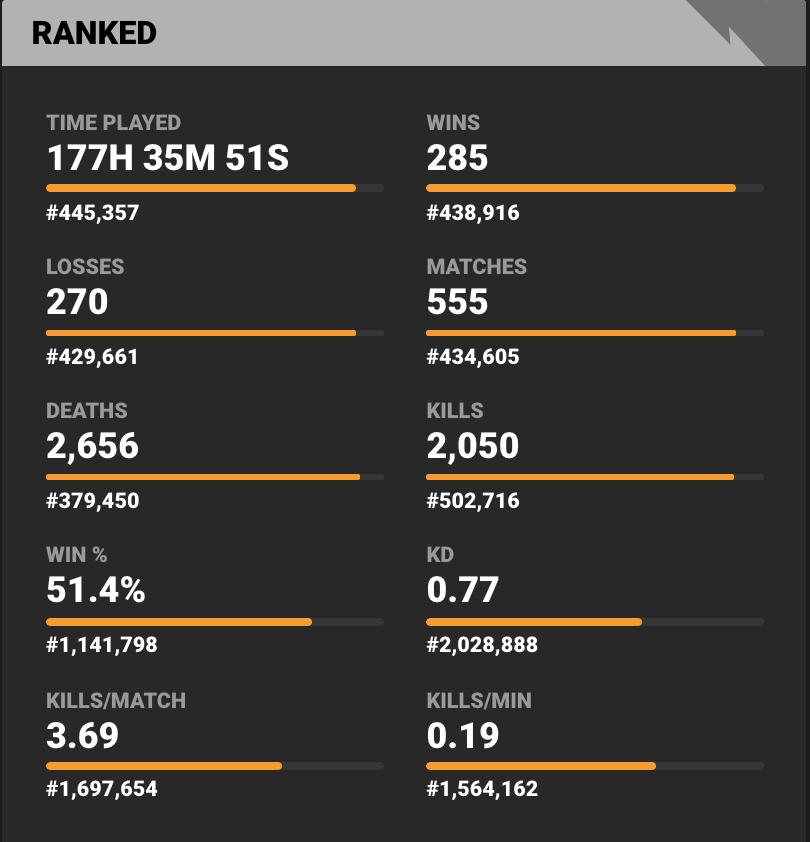 RANKED
TIME PLAYED
177H 35M 51S
#445,357
WINS
285
#438,916
LOSSES
270
#429,661
MATCHES
555
#434,605
DEATHS
2,656
#379,450
KILLS
2,050
#502,716
WIN %
51.4%
#1,141,798
KD
0.77
#2,028,888
KILLS/MATCH
3.69
#1,697,654
KILLS/MIN
0.19
#1,564,162